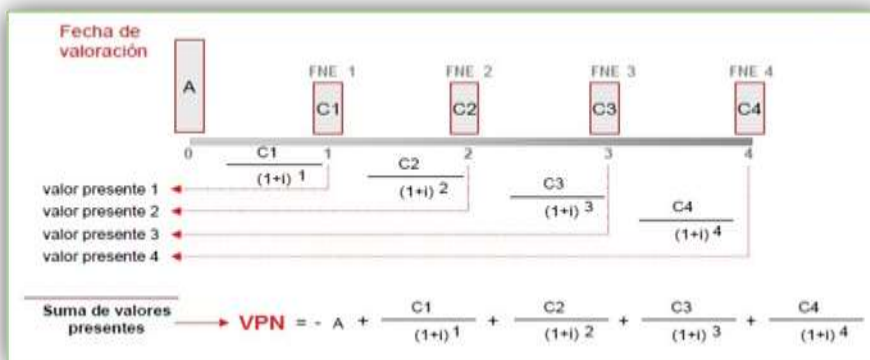 Fecha de
valoración
A
FNE 1 FNE 2 FNE 3 FNE 4
C1 C2 C3 C4
0 1 2 3 4
C1
(1+i) 1
C2
(1+i) 2
C3
(1+i) 3
C4
(1+i) 4
valor presente 1
valor presente 2
valor presente 3
valor presente 4
Suma de valores
presentes
VPN = - A + C1 + C2 + C3 + C4
(1+i) 1 (1+i) 2 (1+i) 3 (1+i) 4